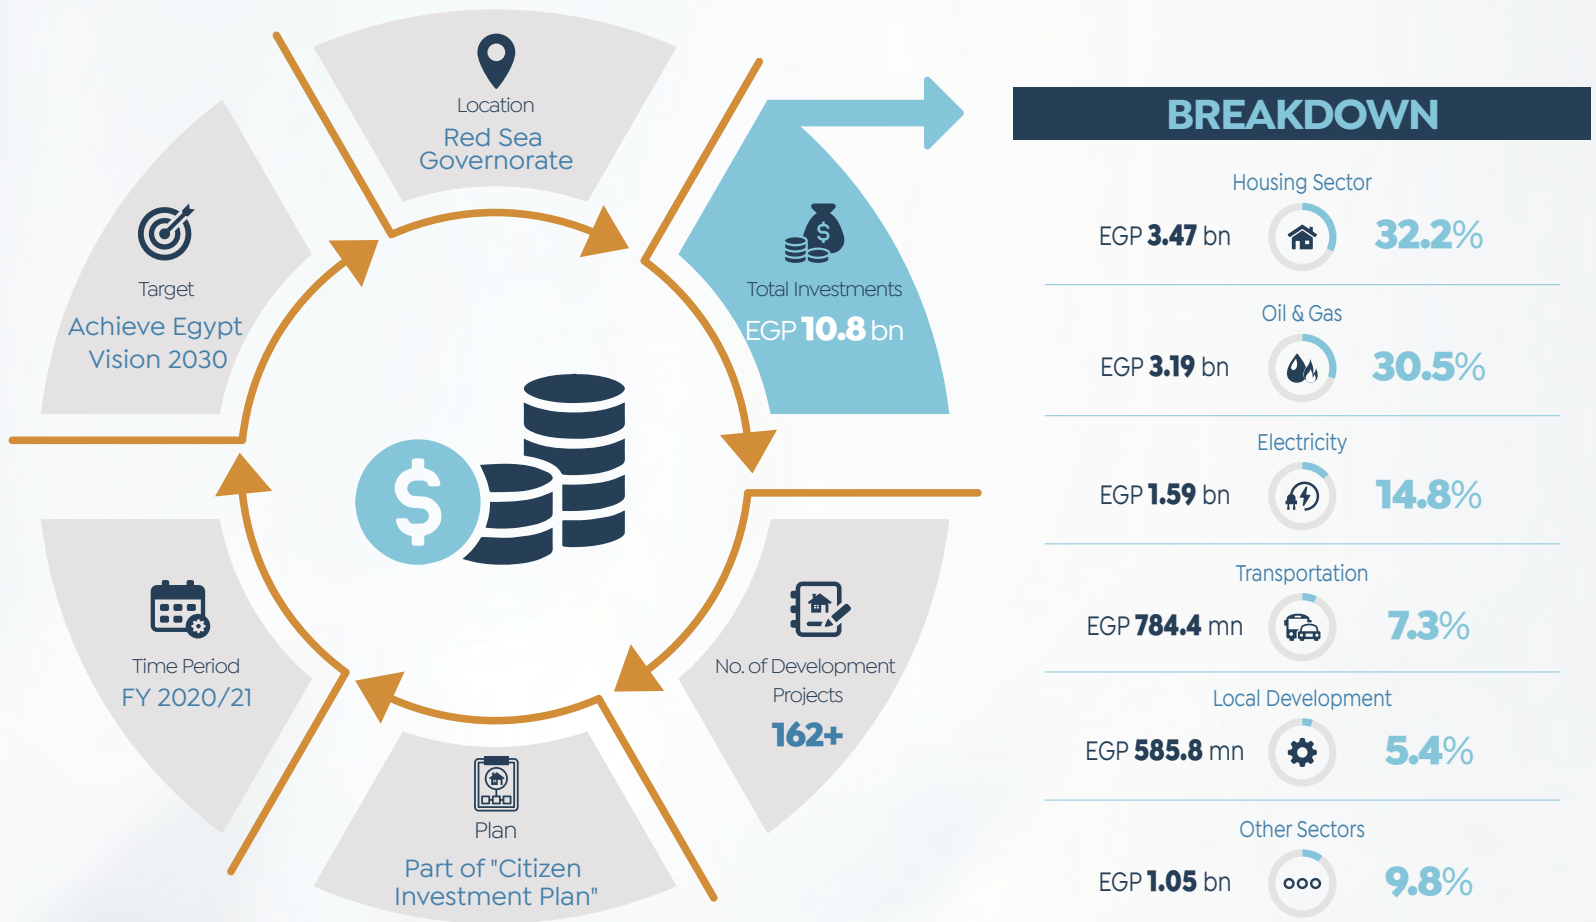 Location
Red Sea
Governorate
Total Investments
EGP 10.8 bn
No. of Development
Projects
162+
Plan
Part of "Citizen
Investment Plan"
Time Period
FY 2020/21
Target
Achieve Egypt
Vision 2030
$
$
BREAKDOWN
Housing Sector
EGP 3.47 bn 32.2%
Oil & Gas
EGP 3.19 bn 30.5%
Electricity
EGP 1.59 bn 14.8%
Transportation
EGP 784.4 mn 7.3%
Local Development
EGP 585.8 mn 5.4%
Other Sectors
EGP 1.05 bn 9.8%